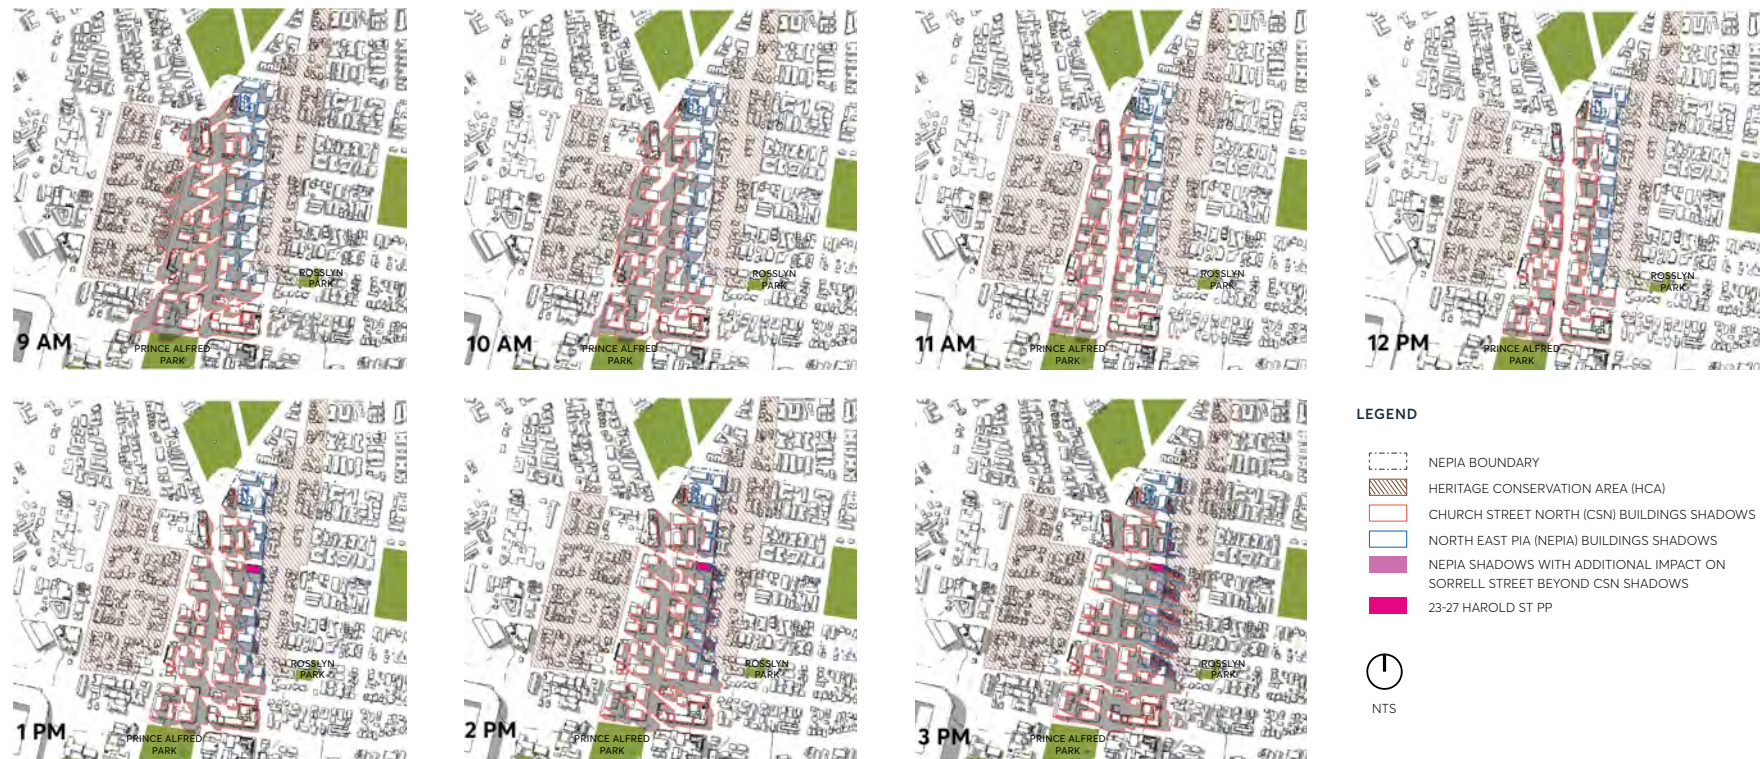 ROSSLYN
PARK
9 AM
PRINCE ALFRED
PARK
ROSSLYN
PARK
10 AM
PRINCE ALFRED
PARK
ROSSLYN
PARK
11 AM
PRINCE ALFRED
PARK
ROSSLYN
PARK
12 PM
PRINCE ALFRED
PARK
ROSSLYN
PARK
1 PM
PRINCE ALFRED
PARK
ROSSLYN
PARK
2 PM
PRINCE ALFRED
PARK
ROSSLYN
PARK
3 PM
PRINCE ALFRED
PARK
LEGEND
NEPIA BOUNDARY
HERITAGE CONSERVATION AREA (HCA)
CHURCH STREET NORTH (CSN) BUILDINGS SHADOWS
NORTH EAST PIA (NEPIA) BUILDINGS SHADOWS
NEPIA SHADOWS WITH ADDITIONAL IMPACT ON
SORRELL STREET BEYOND CSN SHADOWS
23-27 HAROLD ST PP
NTS